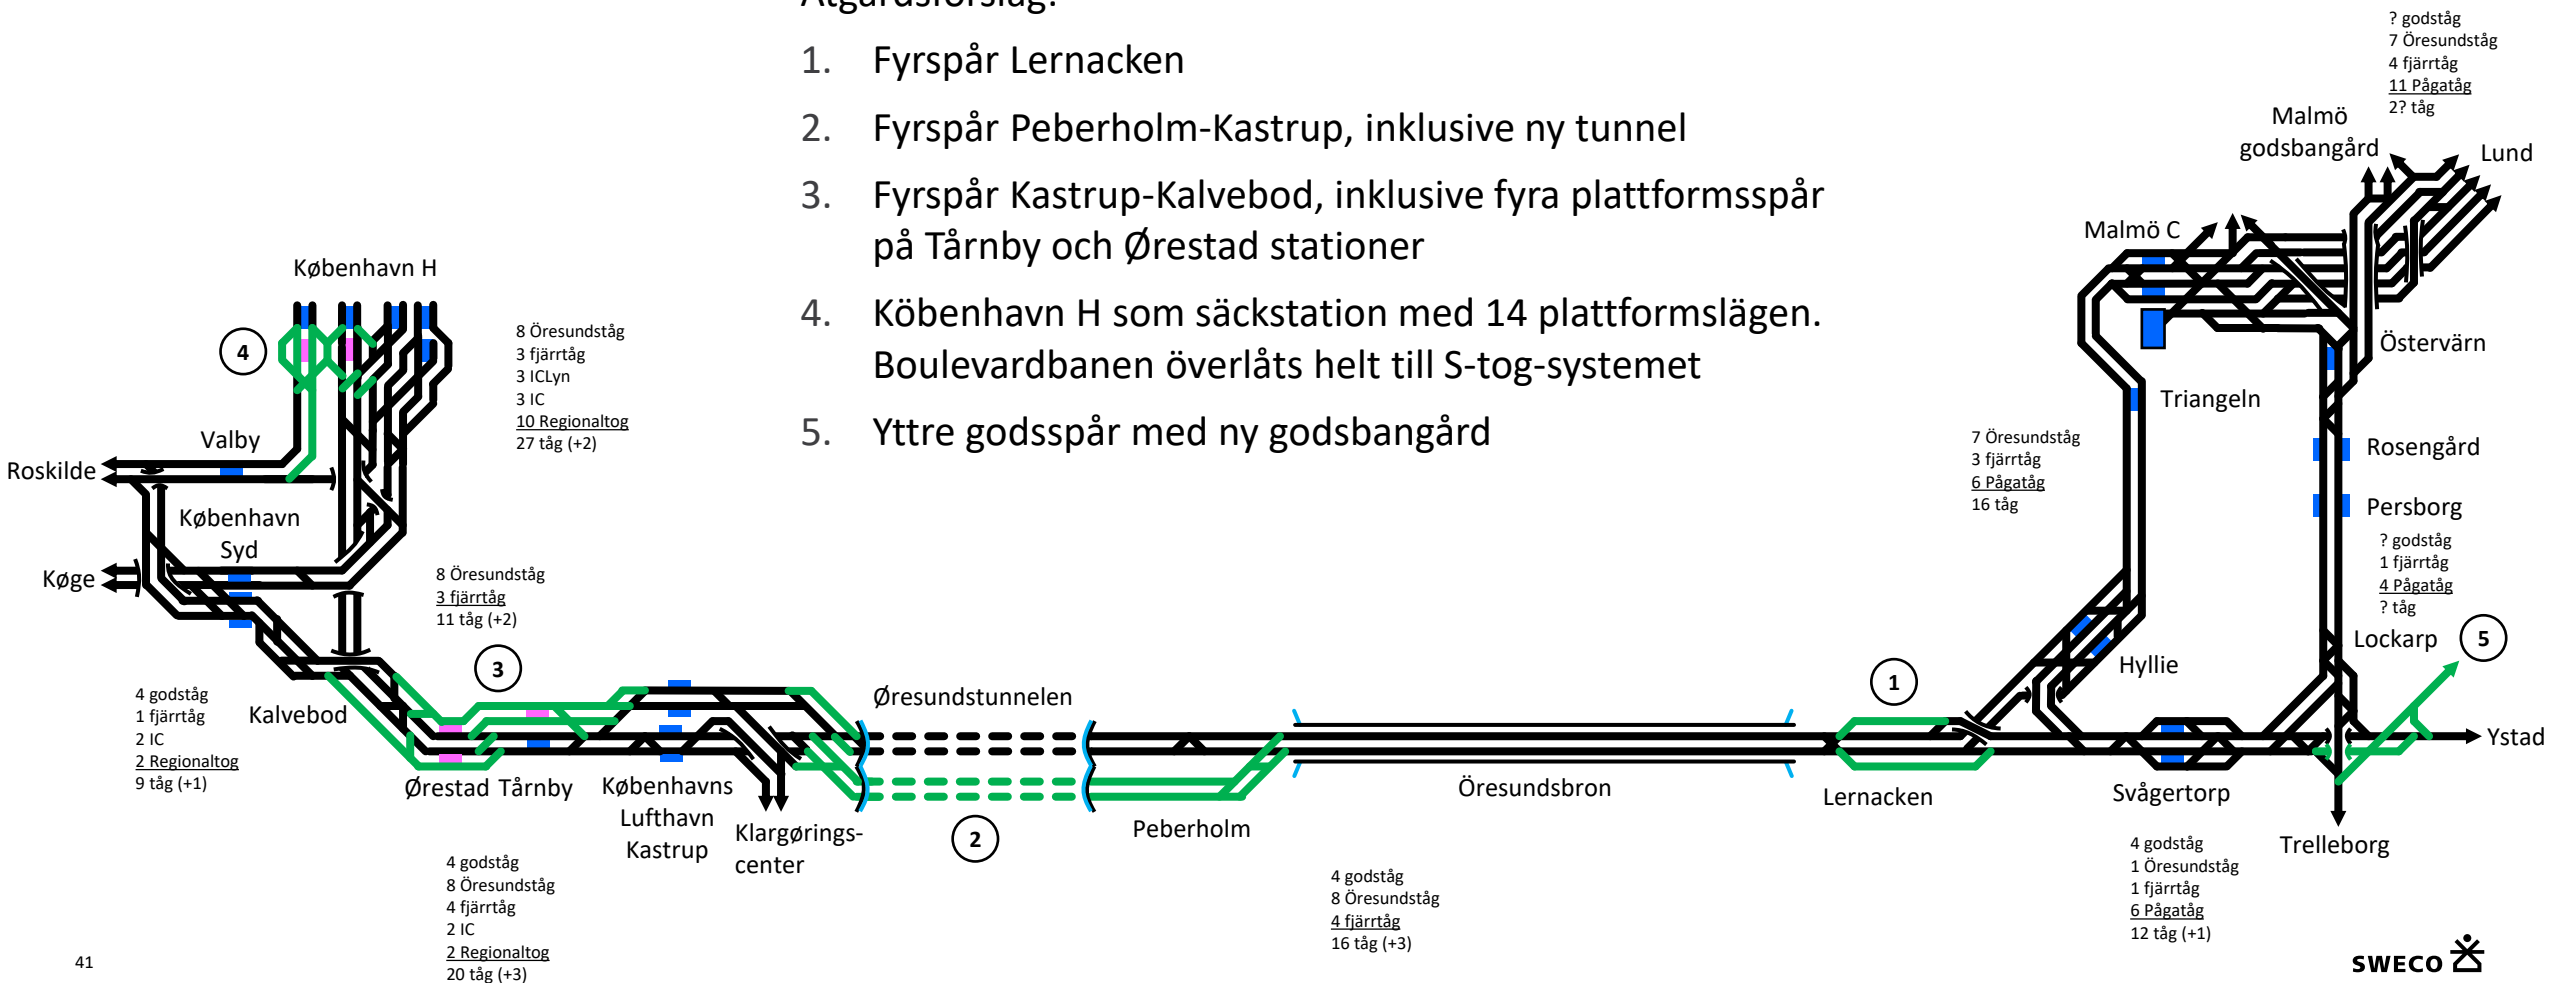 Åtgärdsförslag:
1. Fyrspår Lernacken
2. Fyrspår Peberholm-Kastrup, inklusive ny tunnel
3. Fyrspår Kastrup-Kalvebod, inklusive fyra plattformsspår
på Tårnby och Ørestad stationer
4. Köbenhavn H som säckstation med 14 plattformslägen.
Boulevardbanen överlåts helt till S-tog-systemet
5. Yttre godsspår med ny godsbangård
? godståg
7 Öresundståg
4 fjärrtåg
11 Pågatåg
2? tåg
Malmö
godsbangård
Lund
Malmö C
Östervärn
Triangeln
7 Öresundståg
3 fjärrtåg
6 Pågatåg
16 tåg
Rosengård
Persborg
? godståg
1 fjärrtåg
4 Pågatåg
? tåg
Lockarp
5
Hyllie
Ystad
Svågertorp
Trelleborg
4 godståg
1 Öresundståg
1 fjärrtåg
6 Pågatåg
12 tåg (+1)
København H
4
8 Öresundståg
3 fjärrtåg
3 ICLyn
3 IC
10 Regionaltog
27 tåg (+2)
Valby
Roskilde
København
Syd
Køge
8 Öresundståg
3 fjärrtåg
11 tåg (+2)
3
4 godståg
1 fjärrtåg
2 IC
2 Regionaltog
9 tåg (+1)
Kalvebod
Ørestad
Tårnby
Københavns
Lufthavn
Kastrup
Klargørings-
center
4 godståg
8 Öresundståg
4 fjärrtåg
2 IC
2 Regionaltog
20 tåg (+3)
Øresundstunnelen
2
Peberholm
Öresundsbron
4 godståg
8 Öresundståg
4 fjärrtåg
16 tåg (+3)
1
Lernacken
41
SWECO